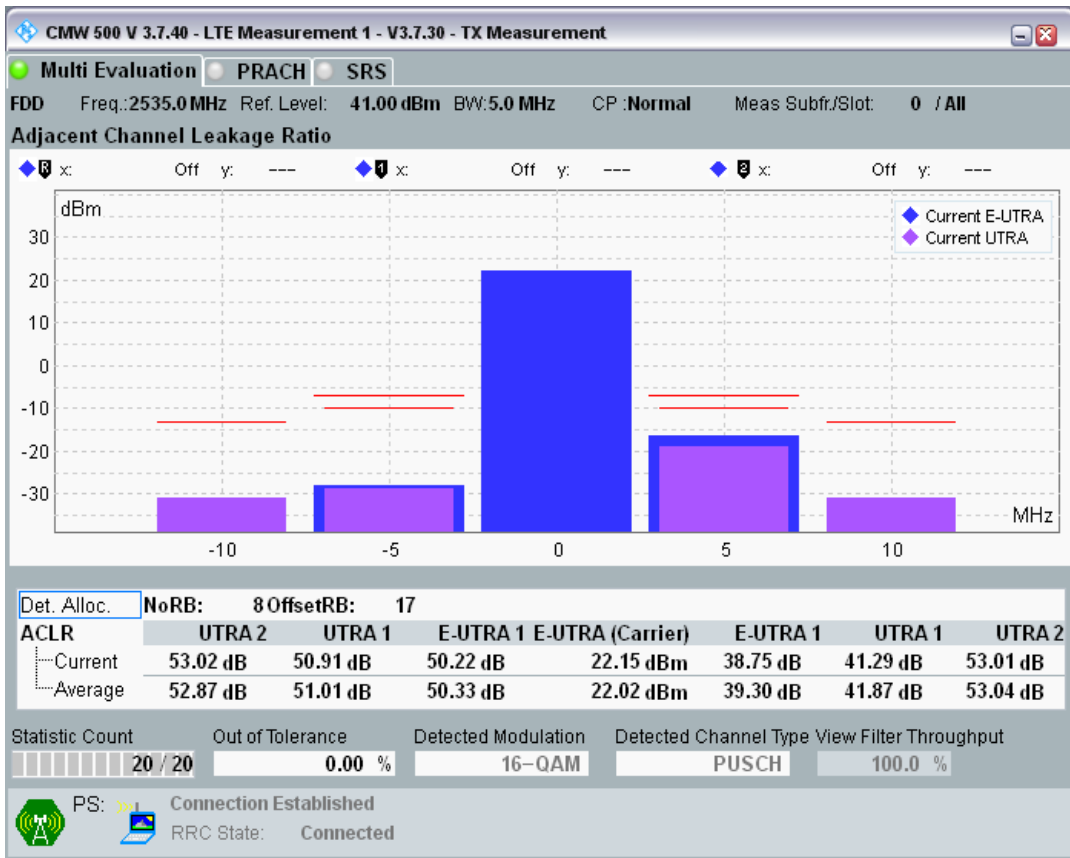 CMW 500 V 3.7.40 - LTE Measurement 1 - V3.7.30 - TX Measurement
Multi Evaluation PRACH SRS
FDD Freq.:2535.0 MHz Ref. Level: 41.00 dBm BW:5.0 MHz CP :Normal Meas Subfr./Slot: 0 / All
Adjacent Channel Leakage Ratio
R x: Off y: --- 1 x: Off y: --- 2 x: Off y: ---
dBm
Current E-UTRA
Current UTRA
30
20
10
0
-10
-20
-30
MHz
-10 -5 0 5 10
Det. Alloc. NoRB: 8 OffsetRB: 17
ACLR UTRA 2 UTRA 1 E-UTRA 1 E-UTRA (Carrier) E-UTRA 1 UTRA 1 UTRA 2
Current 53.02 dB 50.91 dB 50.22 dB 22.15 dBm 38.75 dB 41.29 dB 53.01 dB
Average 52.87 dB 51.01 dB 50.33 dB 22.02 dBm 39.30 dB 41.87 dB 53.04 dB
Statistic Count Out of Tolerance Detected Modulation Detected Channel Type View Filter Throughput
20 / 20 0.00 % 16-QAM PUSCH 100.0 %
PS: Connection Established
RRC State: Connected